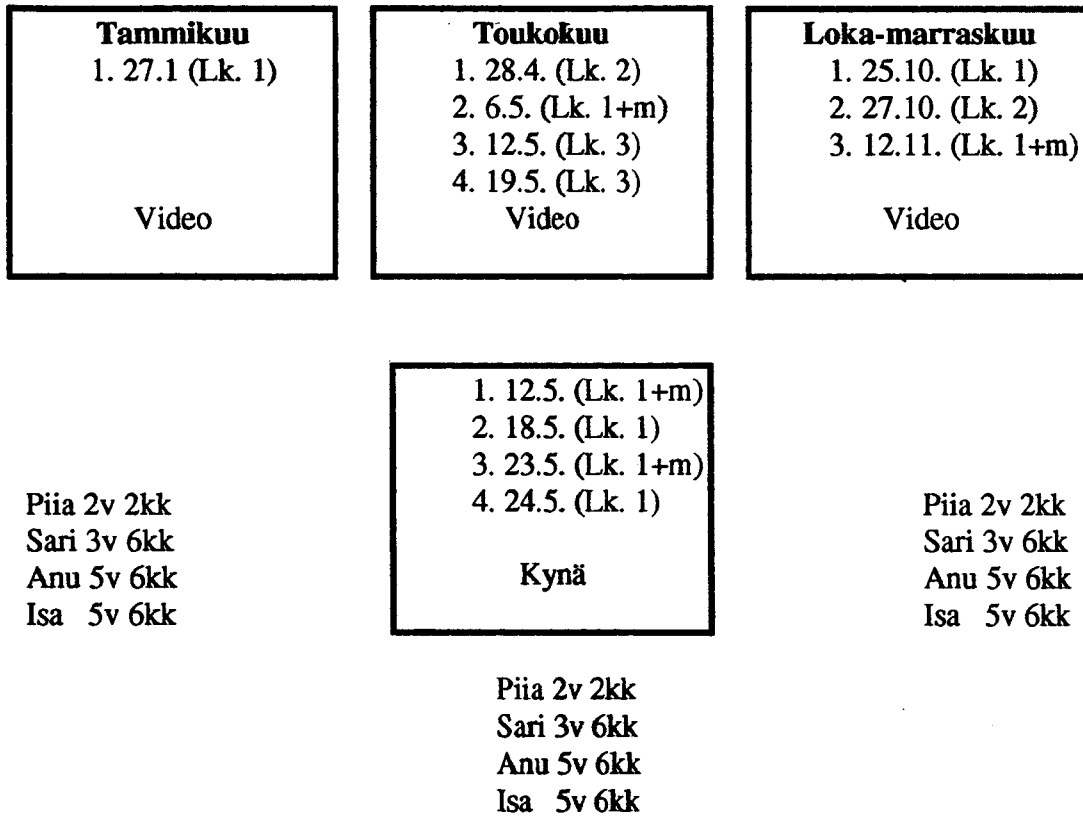 Tammikuu
1. 27.1 (Lk. 1)
Video
Toukokuu
1. 28.4. (Lk. 2)
2. 6.5. (Lk. 1+m)
3. 12.5. (Lk. 3)
4. 19.5. (Lk. 3)
Video
Loka-marraskuu
1. 25.10. (Lk. 1)
2. 27.10. (Lk. 2)
3. 12.11. (Lk. 1+m)
Video
1. 12.5. (Lk. 1+m)
2. 18.5. (Lk. 1)
3. 23.5. (Lk. 1+m)
4. 24.5. (Lk. 1)
Kynä
Piia 2v 2kk
Sari 3v 6kk
Anu 5v 6kk
Isa 5v 6kk
Piia 2v 2kk
Sari 3v 6kk
Anu 5v 6kk
Isa 5v 6kk
Piia 2v 2kk
Sari 3v 6kk
Anu 5v 6kk
Isa 5v 6kk